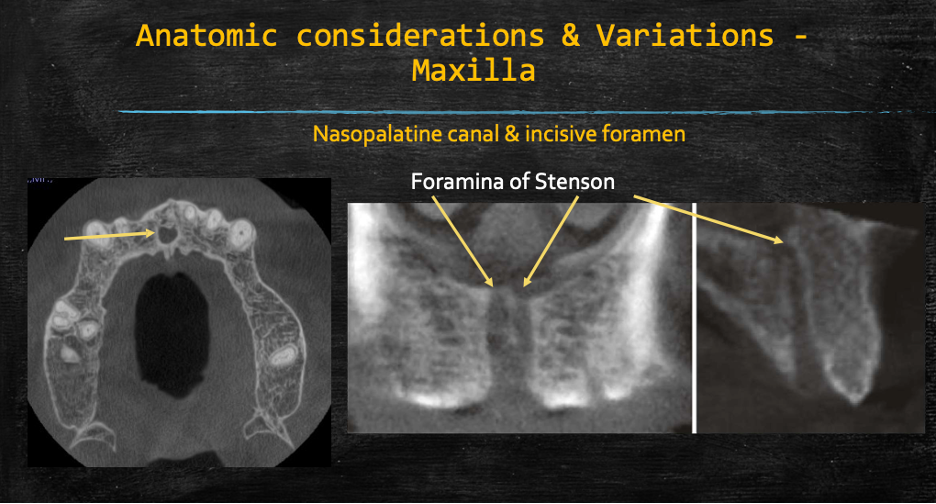 Anatomic considerations & Variations -
Maxilla
Nasopalatine canal & incisive foramen
Foramina of Stenson